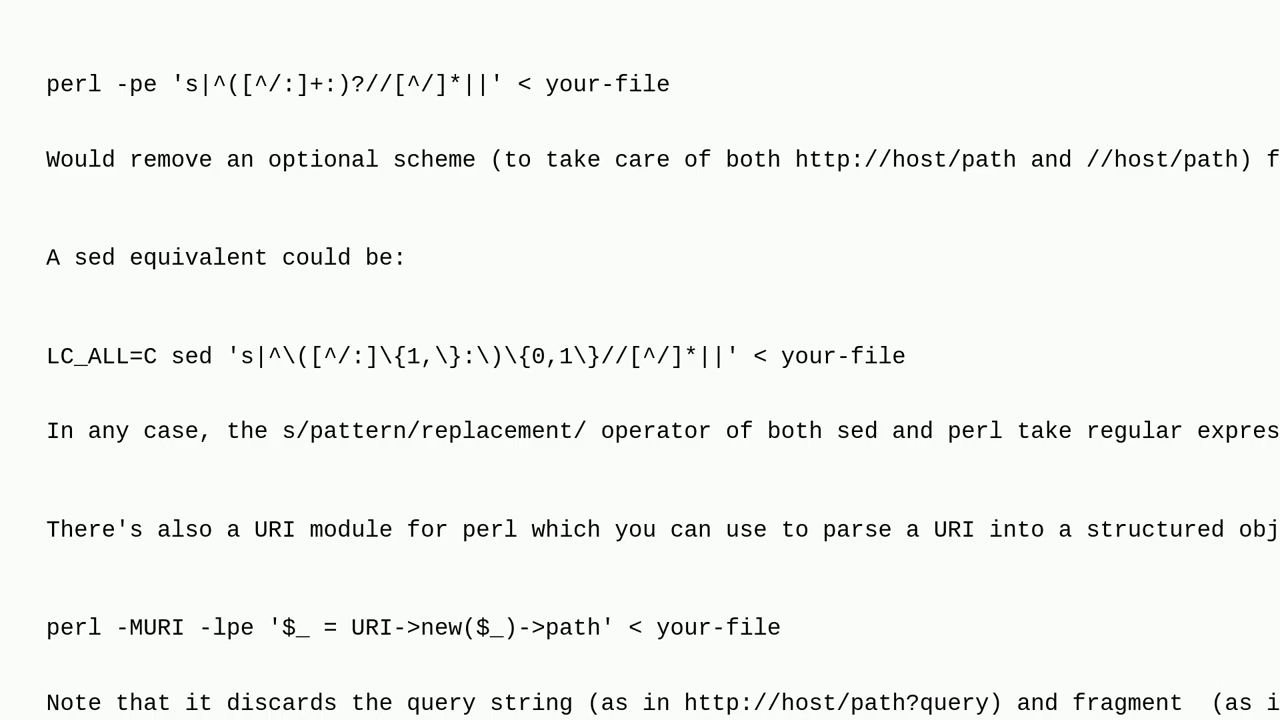 perl -pe 's|^([^/:]+:)?//[^/]*||' < your-file
Would remove an optional scheme (to take care of both http://host/path and //host/path)
A sed equivalent could be:
LC_ALL=C sed 's|^\([^/:]\{1,\}:\)\{0,1\}//[^/]*||' < your-file
In any case, the s/pattern/replacement/ operator of both sed and perl take regular
There's also a URI module for perl which you can use to parse a URI into a structured
perl -MURI -lpe '$_ = URI->new($_)->path' < your-file
Note that it discards the query string (as in http://host/path?query) and fragment  (as